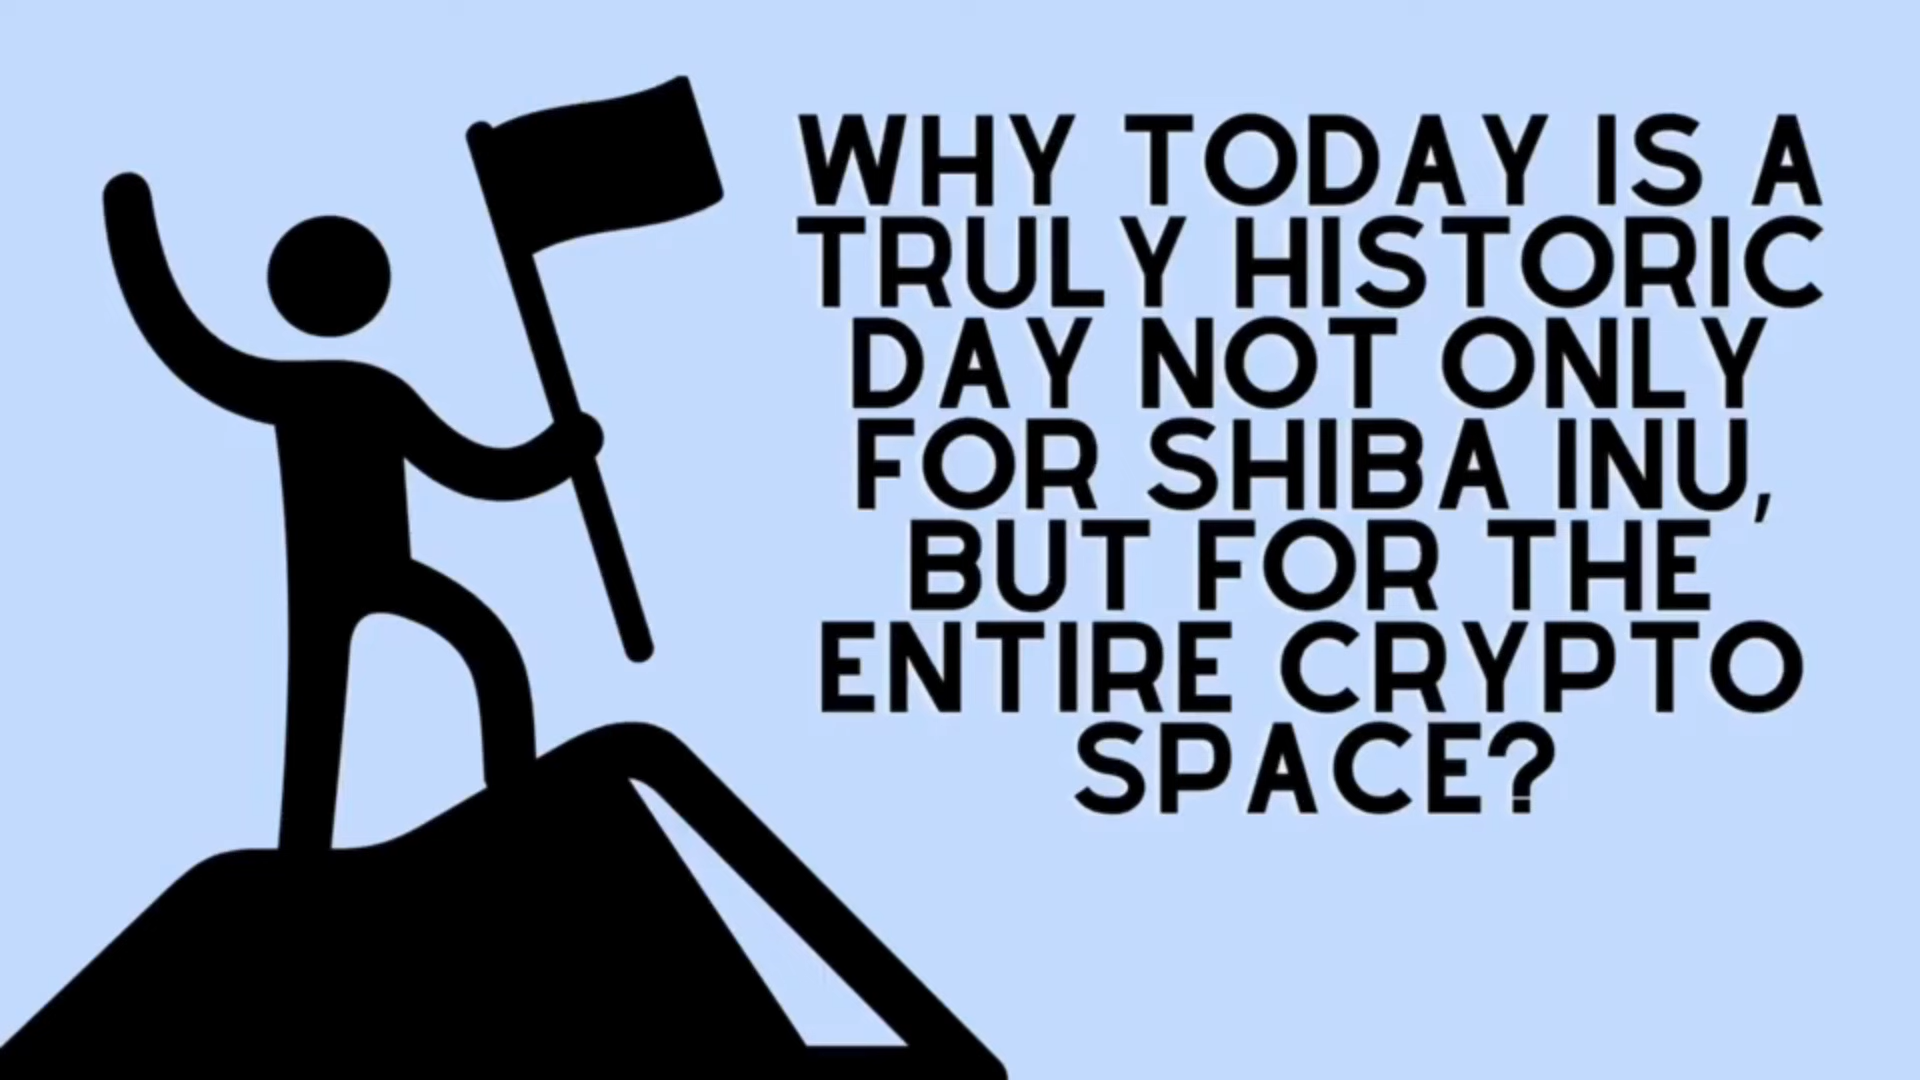 WHY TODAY IS A
TRULY HISTORIC
DAY NOT ONLY
FOR SHIBA INU,
BUT FOR THE
ENTIRE CRYPTO
SPACE?